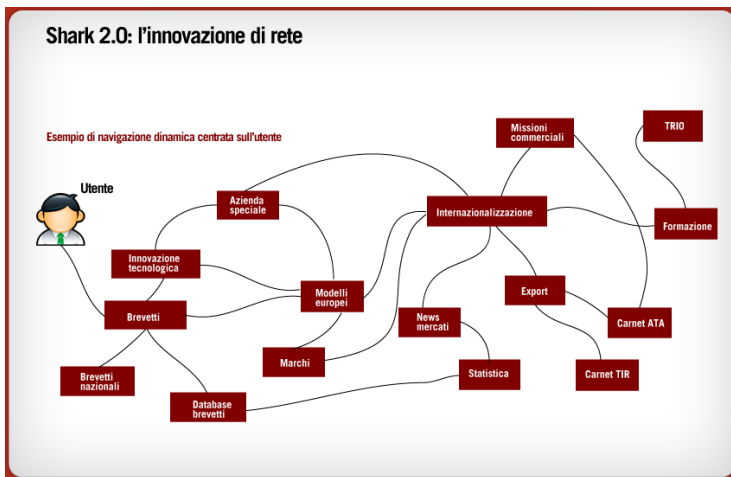 Shark 2.0: l'innovazione di rete
Esempio di navigazione dinamica centrata sull'utente
Utente
Missioni
commerciali
TRIO
Azienda
speciale
Internazionalizzazione
Formazione
Innovazione
tecnologica
Modelli
europei
Export
Brevetti
News
mercati
Carnet ATA
Marchi
Brevetti
nazionali
Statistica
Carnet TIR
Database
brevetti